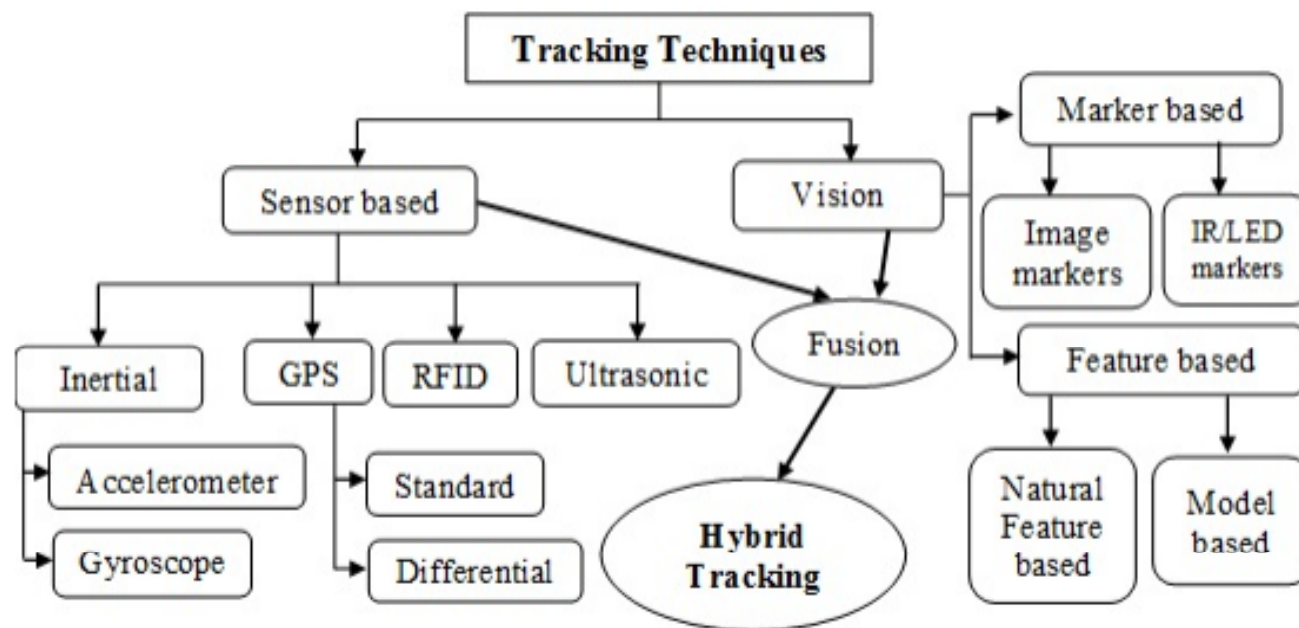 Tracking Techniques
Sensor based
Vision
Marker based
Image
markers
IR/LED
markers
Fusion
Feature based
Inertial
GPS
RFID
Ultrasonic
Accelerometer
Gyroscope
Standard
Differential
Hybrid
Tracking
Natural
Feature
based
Model
based